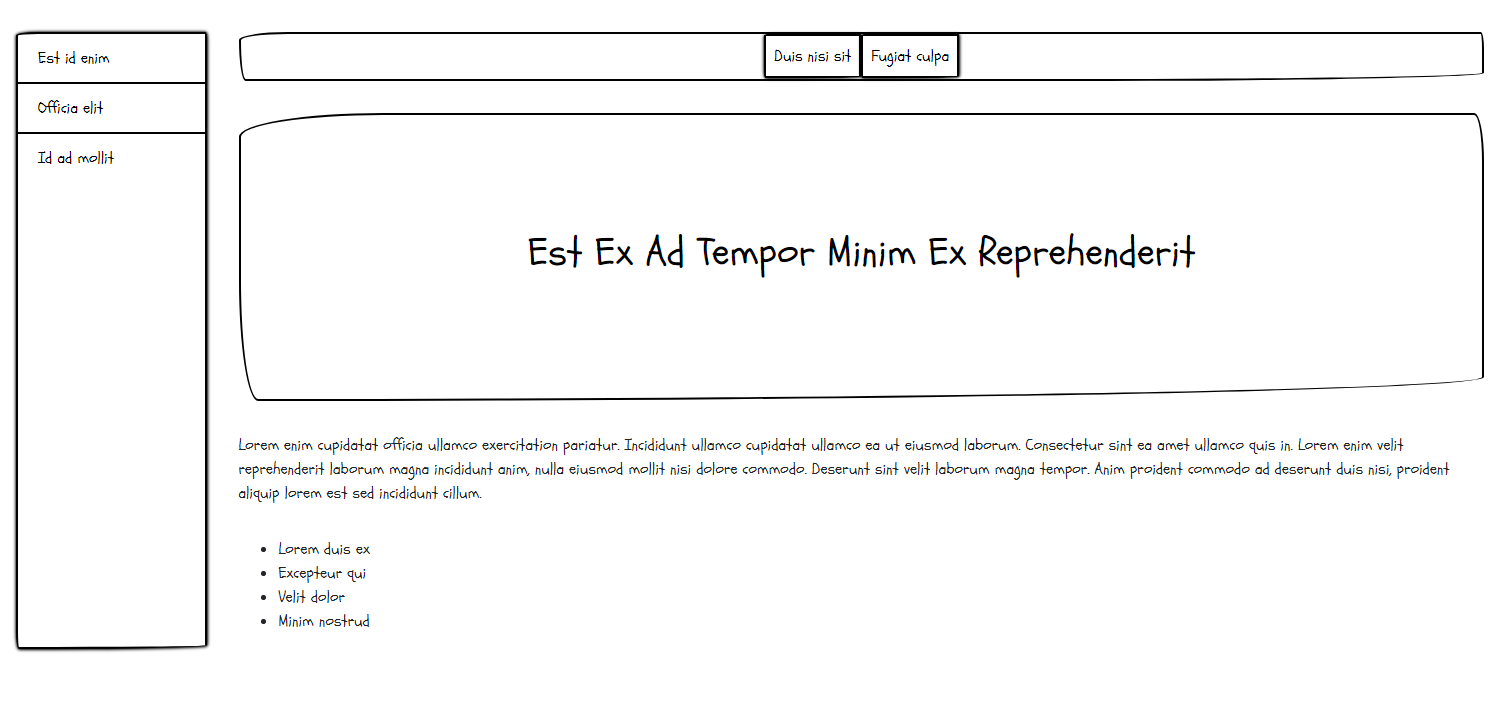 Est id enim
Officia elit
Id ad mollit
Duis nisi sit
Fugiat culpa
Est Ex Ad Tempor Minim Ex Reprehenderit
Lorem enim cupidatat officia ullamco exercitation pariatur. Incididunt ullamco cupidatat ullamco ea ut eiusmod laborum. Consectetur sint ea amet ullamco quis in. Lorem enim velit
reprehenderit laborum magna incididunt anim, nulla eiusmod mollit nisi dolore commodo. Deserunt sint velit laborum magna tempor. Anim proident commodo ad deserunt duis nisi, proident
aliquip lorem est sed incididunt cillum.
Lorem duis ex
Excepteur qui
Velit dolor
Minim nostrud